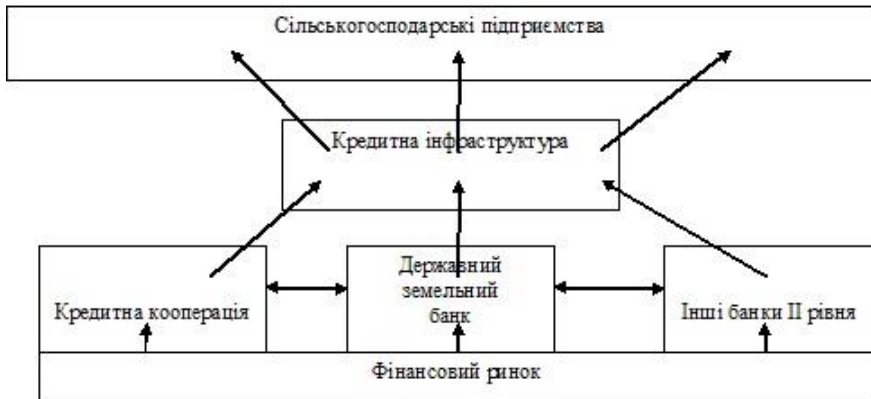 Сільськогосподарські підприємства
Кредитна інфраструктура
Державний
земельний
банк
Кредитна кооперація
Інші банки ІІ рівня
Фінансовий ринок